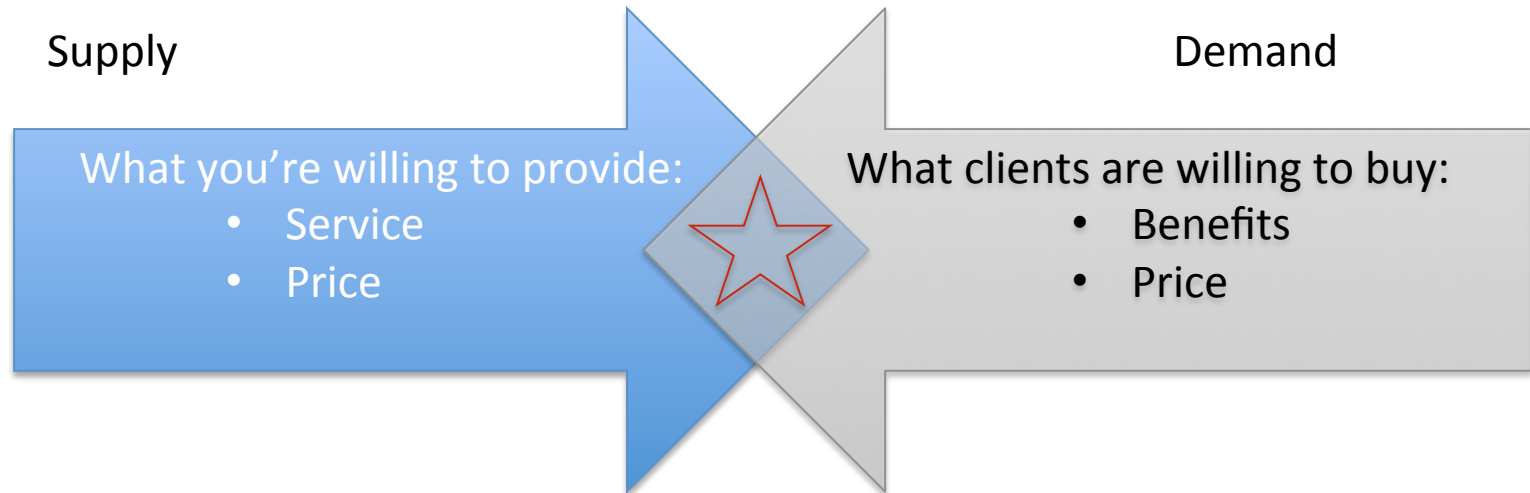 Supply
What you’re willing to provide:
• Service
• Price
Demand
What clients are willing to buy:
• Benefits
• Price